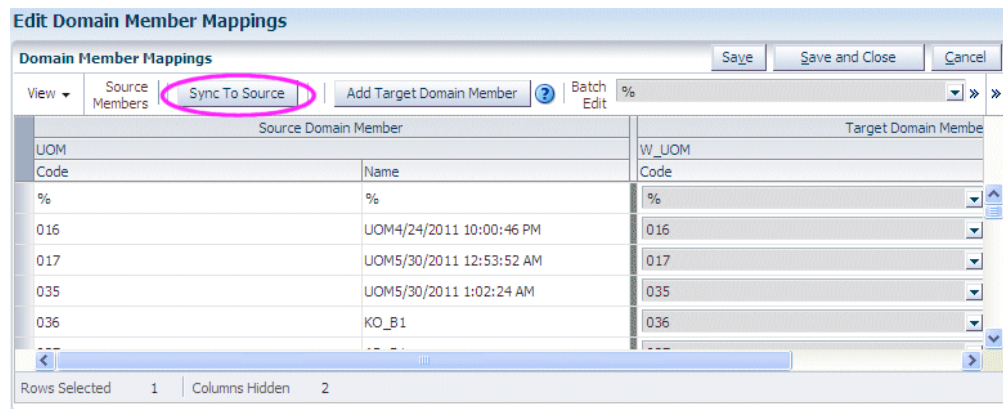 Edit Domain Member Mappings
Domain Member Mappings Save Save and Close Cancel
View Source Members Sync To Source Add Target Domain Member ? Batch Edit % » »
Source Domain Member Target Domain Membe
UOM W_UOM
Code Name Code
% % %
016 UOM4/24/2011 10:00:46 PM 016
017 UOM5/30/2011 12:53:52 AM 017
035 UOM5/30/2011 1:02:24 AM 035
036 KO_B1 036
Rows Selected 1 Columns Hidden 2